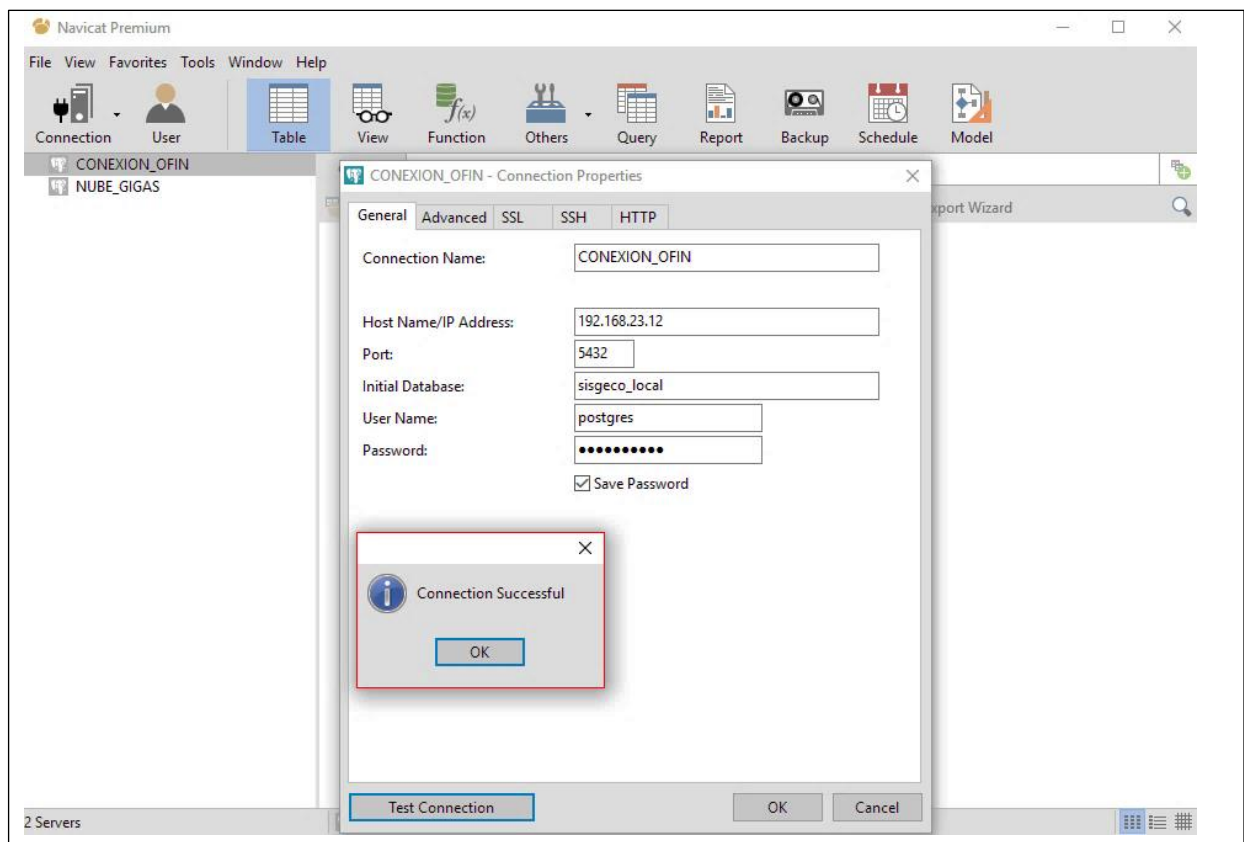 Navicat Premium
File View Favorites Tools Window Help
Connection User Table View Function Others Query Report Backup Schedule Model
f(x)
CONEXION_OFIN
NUBE_GIGAS
CONEXION_OFIN - Connection Properties
xport Wizard
General Advanced SSL SSH HTTP
Connection Name: CONEXION_OFIN
Host Name/IP Address: 192.168.23.12
Port: 5432
Initial Database: sisgeco_local
User Name: postgres
Password: ●●●●●●●●●●
Save Password
Connection Successful
OK
Test Connection OK Cancel
2 Servers